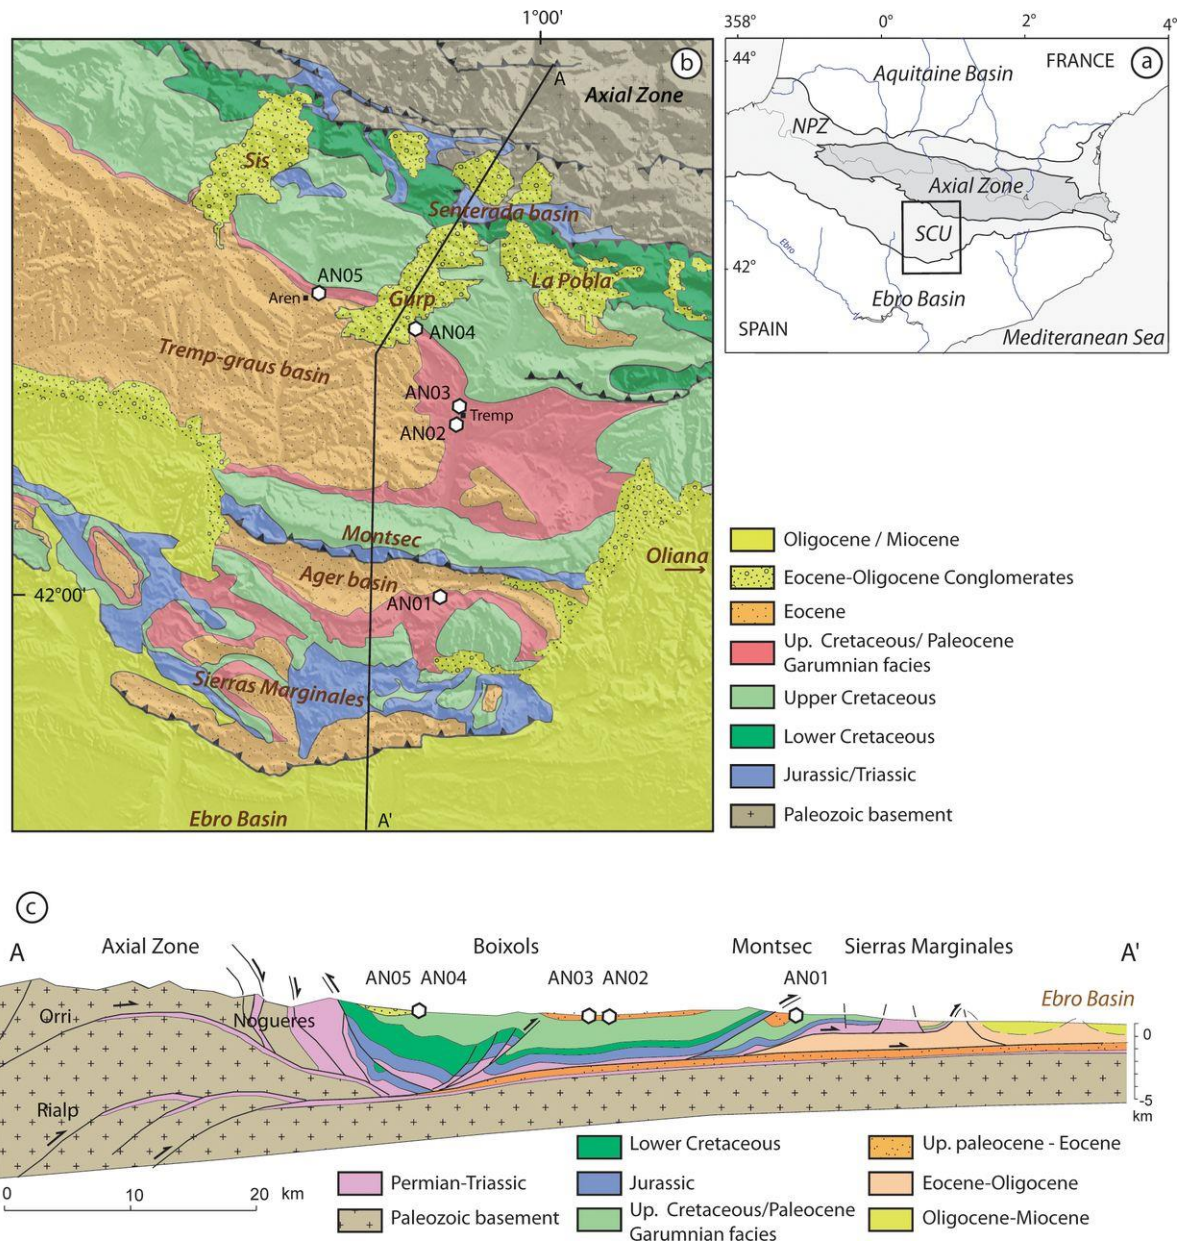 1°00'
b
A
Axial Zone
Sis
Senterada basin
AN05
Aren
Gurp
La Pobla
AN04
Tremp-graus basin
AN03
Tremp
AN02
Montsec
Ager basin
Oliana
42°00'
AN01
Sierras Marginales
Ebro Basin
A'
358°
0°
2°
4°
44°
FRANCE
a
Aquitaine Basin
NPZ
Axial Zone
SCU
Ebro
42°
Ebro Basin
SPAIN
Mediteranean Sea
Oligocene / Miocene
Eocene-Oligocene Conglomerates
Eocene
Up. Cretaceous/ Paleocene
Garumnian facies
Upper Cretaceous
Lower Cretaceous
Jurassic/Triassic
Paleozoic basement
c
A
Axial Zone
Boixols
Montsec
Sierras Marginales
A'
AN05 AN04
AN03 AN02
AN01
Ebro Basin
Orri
Nogueres
0
Rialp
-5
km
0
10
20
km
Permian-Triassic
Paleozoic basement
Lower Cretaceous
Jurassic
Up. Cretaceous/Paleocene
Garumnian facies
Up. paleocene - Eocene
Eocene-Oligocene
Oligocene-Miocene